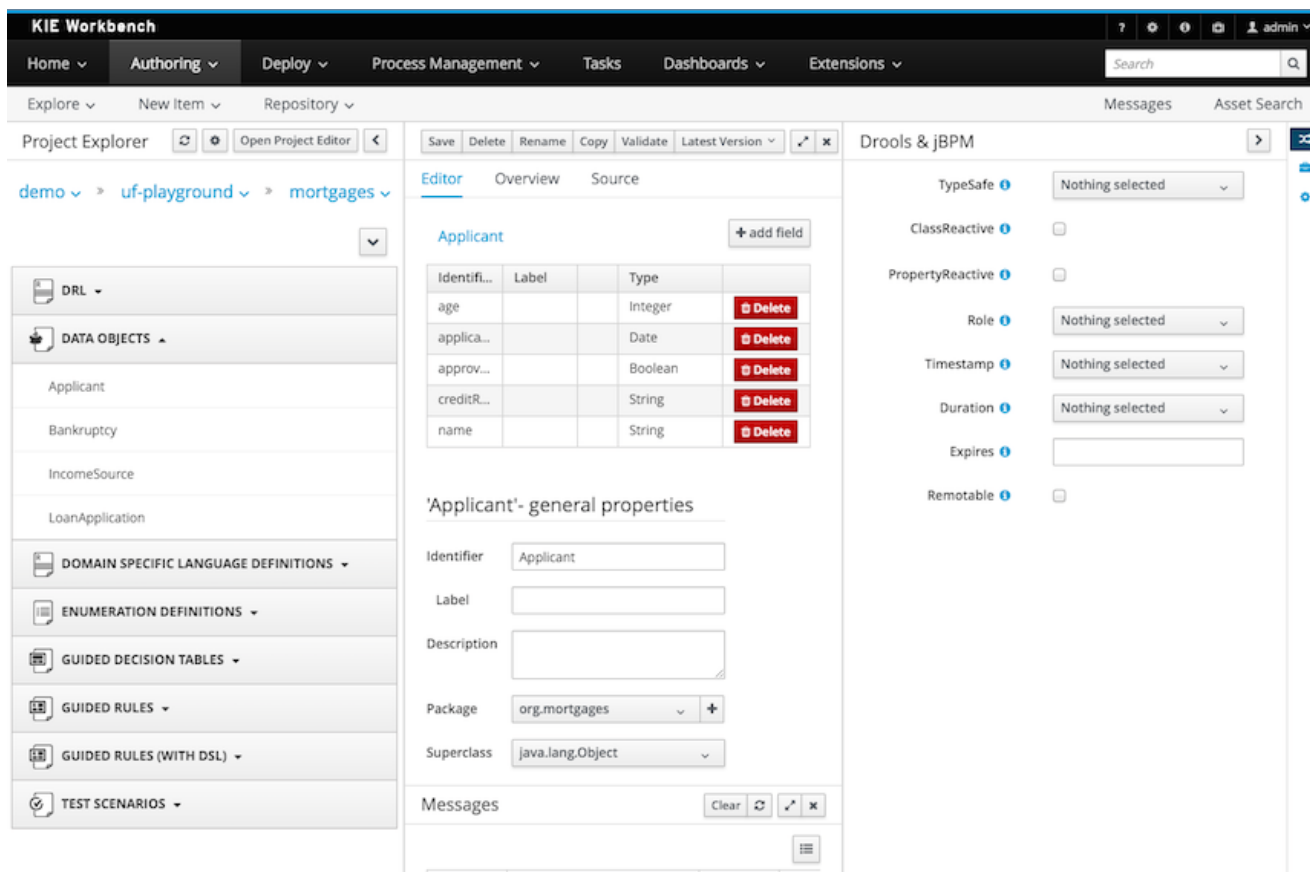 KIE Workbench
? admin
Home Authoring Deploy Process Management Tasks Dashboards Extensions Search
Explore New Item Repository Messages Asset Search
Project Explorer Open Project Editor
demo » uf-playground » mortgages
DRL
DATA OBJECTS
Applicant
Bankruptcy
IncomeSource
LoanApplication
DOMAIN SPECIFIC LANGUAGE DEFINITIONS
ENUMERATION DEFINITIONS
GUIDED DECISION TABLES
GUIDED RULES
GUIDED RULES (WITH DSL)
TEST SCENARIOS
Save Delete Rename Copy Validate Latest Version
Editor Overview Source
Applicant + add field
Identifi... Label Type
age Integer Delete
applica... Date Delete
approv... Boolean Delete
creditR... String Delete
name String Delete
'Applicant'- general properties
Identifier Applicant
Label
Description
Package org.mortgages
Superclass java.lang.Object
Messages Clear
Drools & jBPM
TypeSafe Nothing selected
ClassReactive
PropertyReactive
Role Nothing selected
Timestamp Nothing selected
Duration Nothing selected
Expires
Remotable